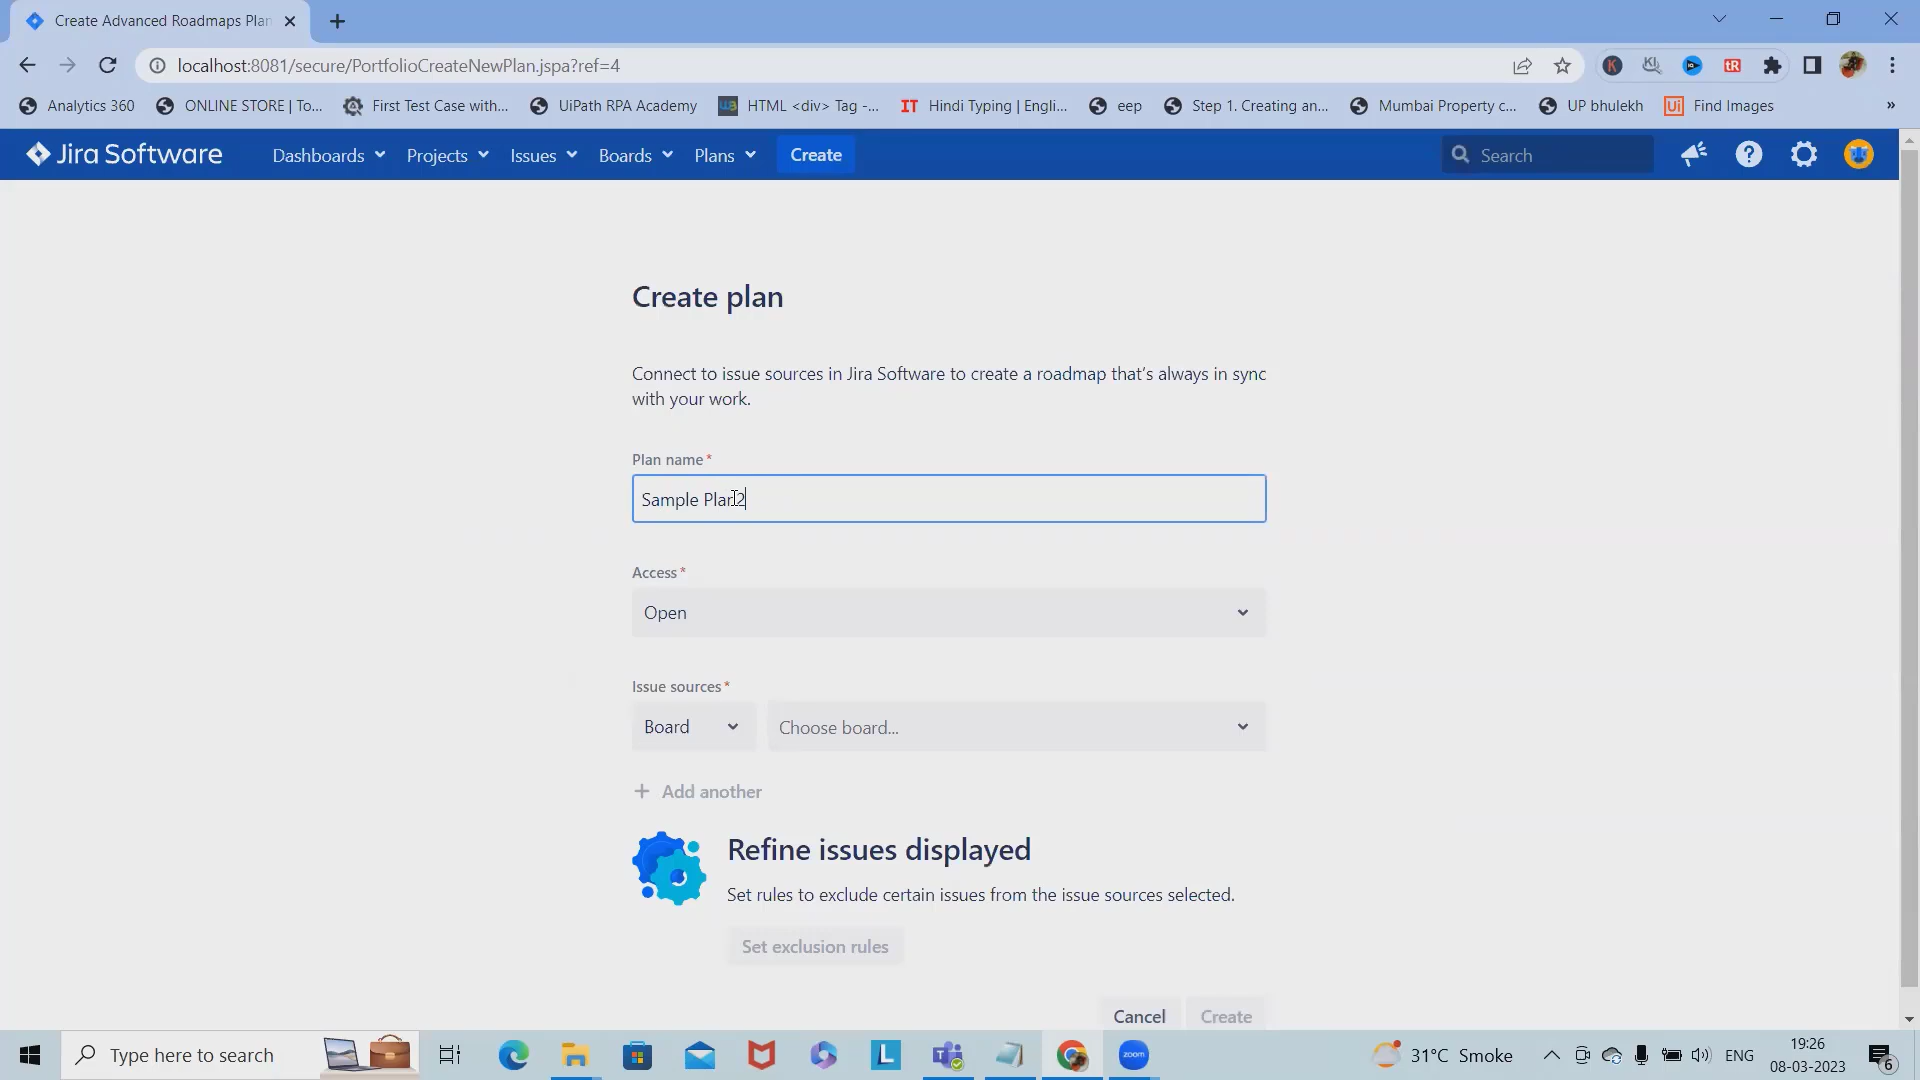 Create Advanced Roadmaps Plan
localhost:8081/secure/PortfolioCreateNewPlan.jspa?ref=4
Analytics 360
ONLINE STORE | To...
First Test Case with...
UiPath RPA Academy
HTML <div> Tag -...
IT Hindi Typing | Engli...
eep
Step 1. Creating an...
Mumbai Property c...
UP bhulekh
Ui Find Images
»
Jira Software
Dashboards
Projects
Issues
Boards
Plans
Create
Search
Create plan
Connect to issue sources in Jira Software to create a roadmap that's always in sync
with your work.
Plan name*
Sample Plan2
Access*
Open
Issue sources*
Board
Choose board...
+ Add another
Refine issues displayed
Set rules to exclude certain issues from the issue sources selected.
Set exclusion rules
Cancel
Create
Type here to search
L
zoom
31°C Smoke
ENG
19:26
08-03-2023
6